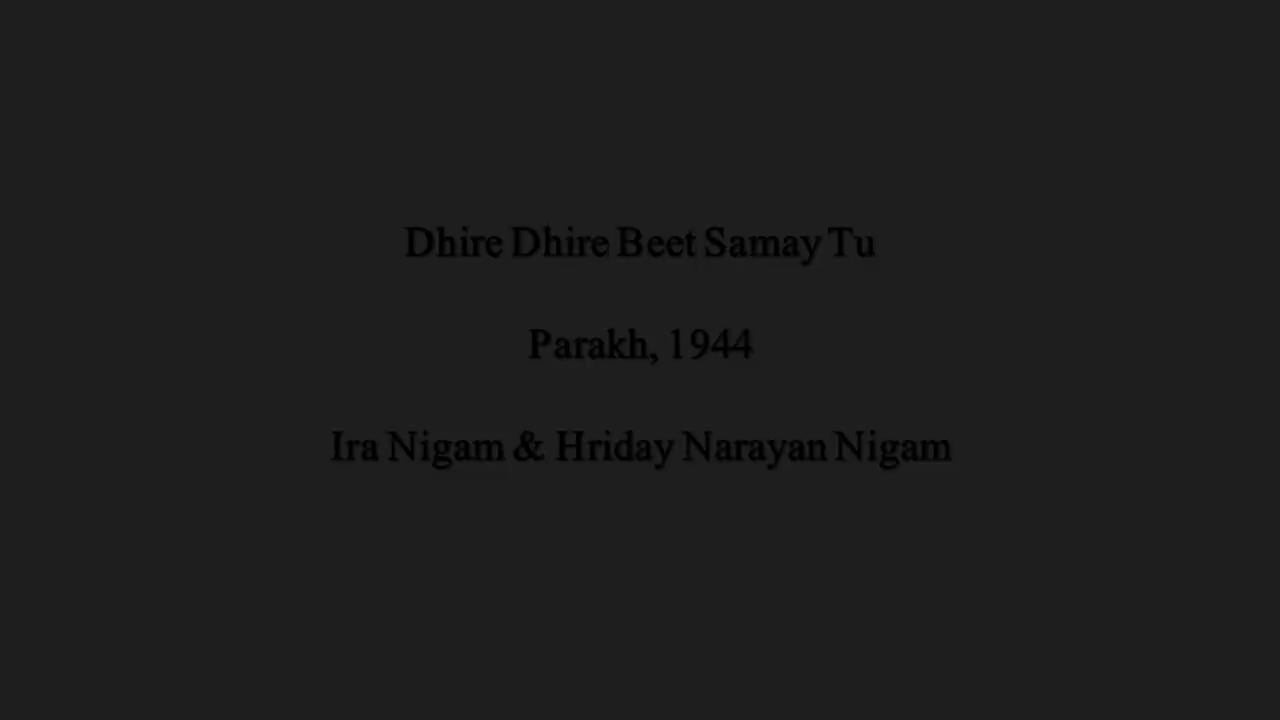 Dhire Dhire Beet Samay Tu
Parakh, 1944
Ira Nigam & Hriday Narayan Nigam